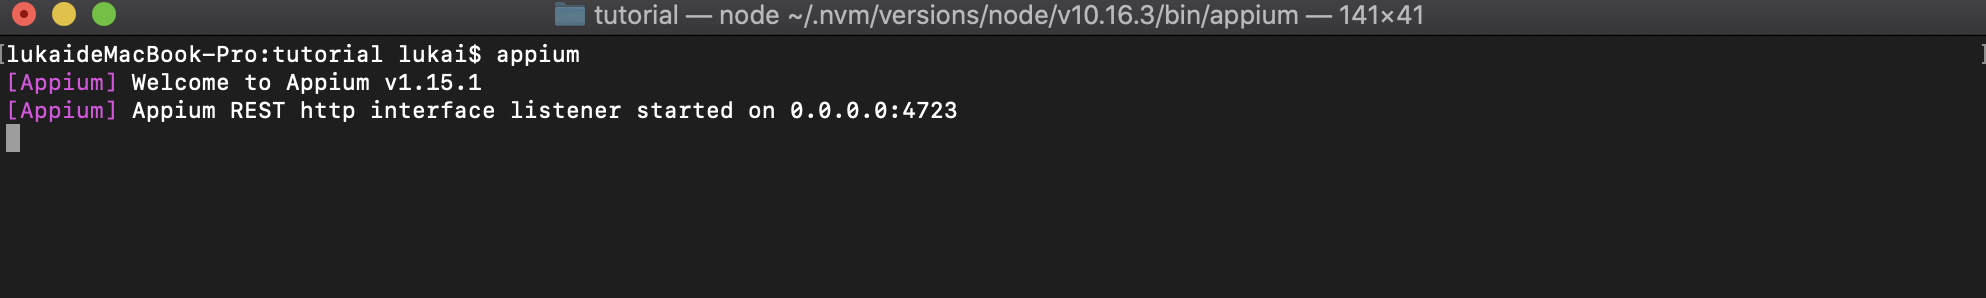 tutorial — node ~/.nvm/versions/node/v10.16.3/bin/appium — 141×41
[lukaideMacBook-Pro:tutorial lukai$ appium ]
[Appium] Welcome to Appium v1.15.1
[Appium] Appium REST http interface listener started on 0.0.0.0:4723